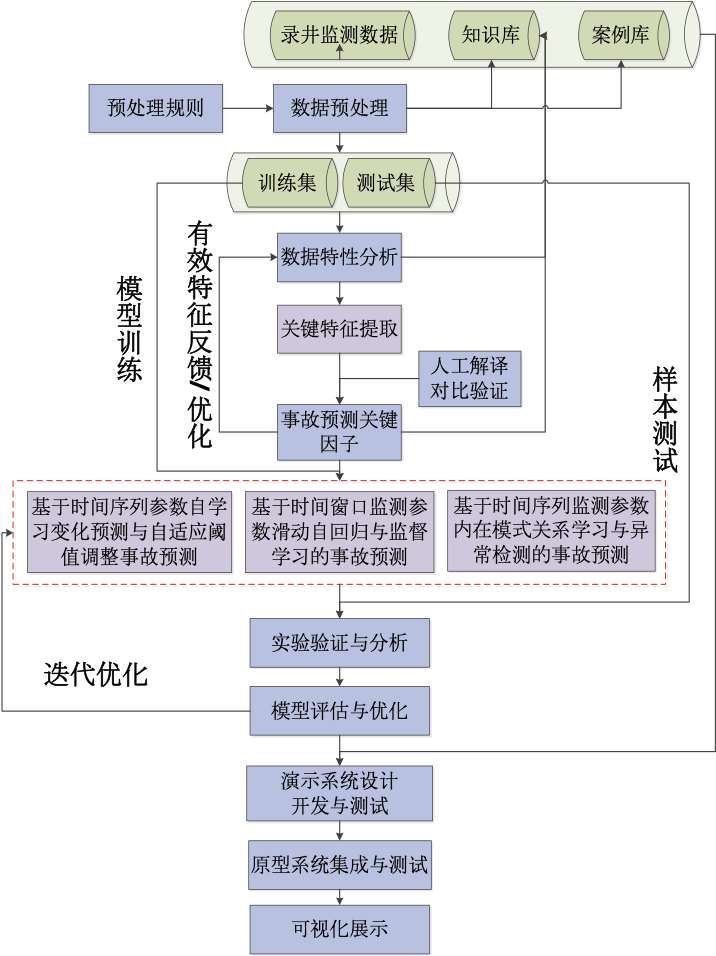 录井监测数据
知识库
案例库
预处理规则
数据预处理
训练集
测试集
有效特征反馈/优化
数据特性分析
模型训练
关键特征提取
人工解译
对比验证
样本测试
事故预测关键
因子
基于时间序列参数自学
习变化预测与自适应阈
值调整事故预测
基于时间窗口监测参
数滑动自回归与监督
学习的事故预测
基于时间序列监测参数
内在模式关系学习与异
常检测的事故预测
实验验证与分析
迭代优化
模型评估与优化
演示系统设计
开发与测试
原型系统集成与测试
可视化展示